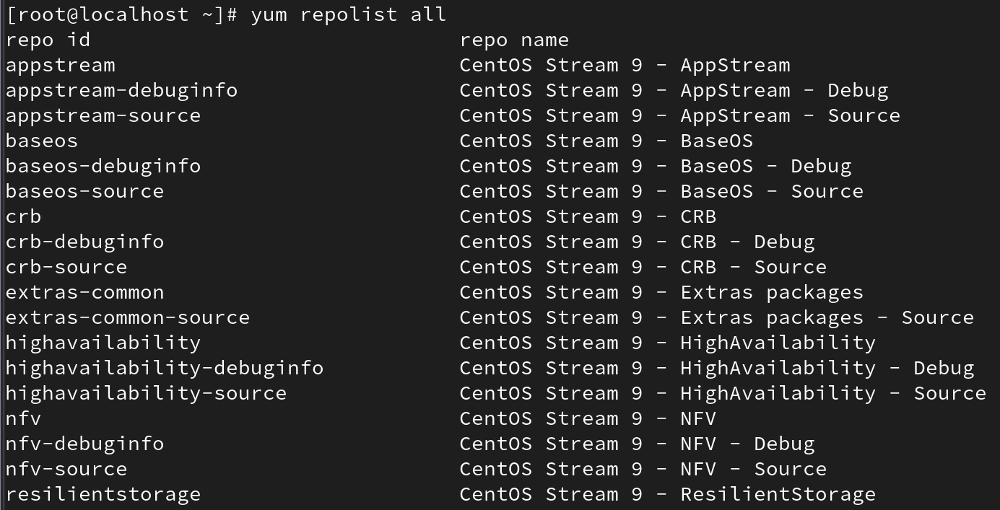 [root@localhost ~]# yum repolist all
repo id                              repo name
appstream                            CentOS Stream 9 - AppStream
appstream-debuginfo                  CentOS Stream 9 - AppStream - Debug
appstream-source                     CentOS Stream 9 - AppStream - Source
baseos                               CentOS Stream 9 - BaseOS
baseos-debuginfo                     CentOS Stream 9 - BaseOS - Debug
baseos-source                        CentOS Stream 9 - BaseOS - Source
crb                                  CentOS Stream 9 - CRB
crb-debuginfo                        CentOS Stream 9 - CRB - Debug
crb-source                           CentOS Stream 9 - CRB - Source
extras-common                        CentOS Stream 9 - Extras packages
extras-common-source                 CentOS Stream 9 - Extras packages - Source
highavailability                     CentOS Stream 9 - HighAvailability
highavailability-debuginfo           CentOS Stream 9 - HighAvailability - Debug
highavailability-source              CentOS Stream 9 - HighAvailability - Source
nfv                                  CentOS Stream 9 - NFV
nfv-debuginfo                        CentOS Stream 9 - NFV - Debug
nfv-source                           CentOS Stream 9 - NFV - Source
resilientstorage                     CentOS Stream 9 - ResilientStorage